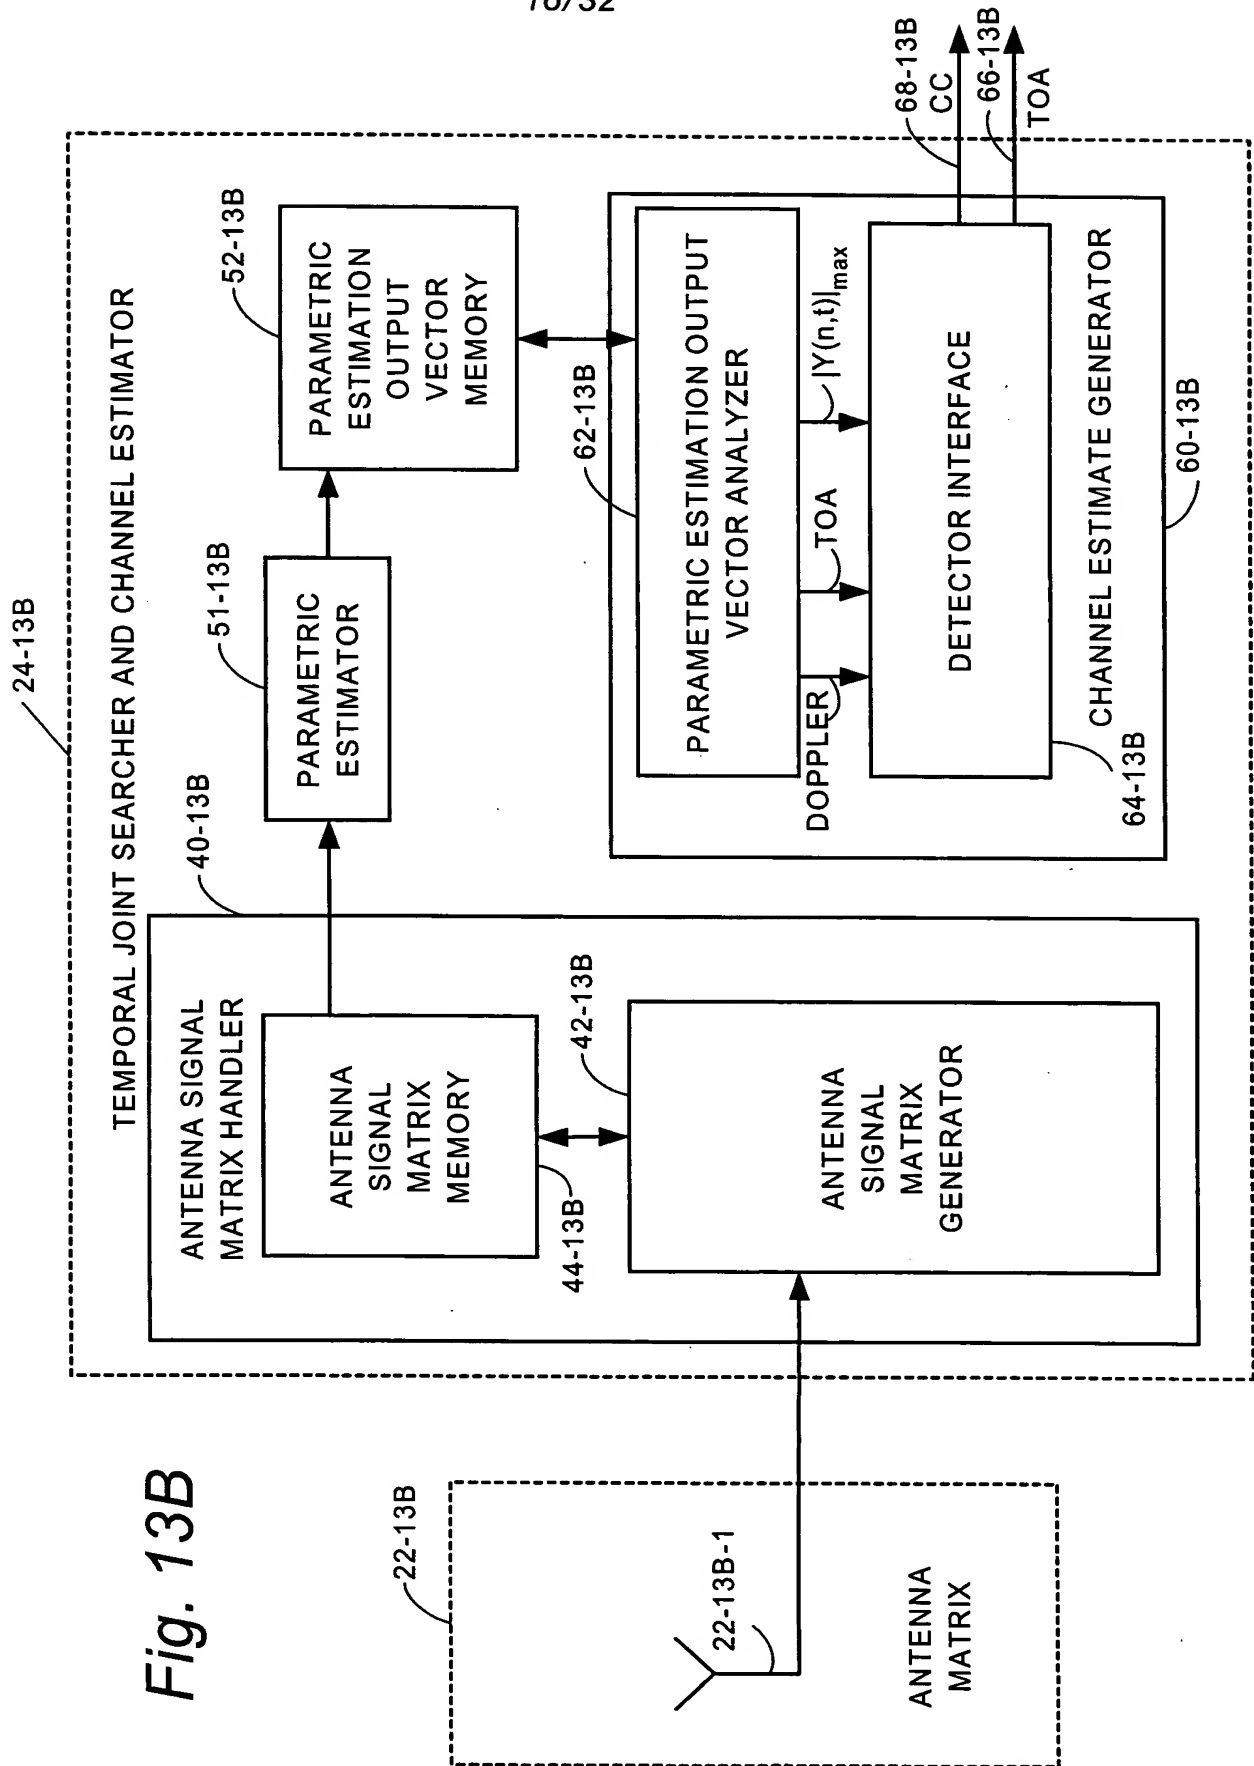 16/32
Fig. 13B
22-13B
22-13B-1
ANTENNA
MATRIX
24-13B
TEMPORAL JOINT SEARCHER AND CHANNEL ESTIMATOR
40-13B
ANTENNA SIGNAL
MATRIX HANDLER
ANTENNA
SIGNAL
MATRIX
MEMORY
44-13B
42-13B
ANTENNA
SIGNAL
MATRIX
GENERATOR
51-13B
PARAMETRIC
ESTIMATOR
52-13B
PARAMETRIC
ESTIMATION
OUTPUT
VECTOR
MEMORY
62-13B
PARAMETRIC ESTIMATION OUTPUT
VECTOR ANALYZER
DOPPLER
TOA
|Y(n,t)|max
DETECTOR INTERFACE
64-13B
CHANNEL ESTIMATE GENERATOR
60-13B
68-13B
CC
66-13B
TOA